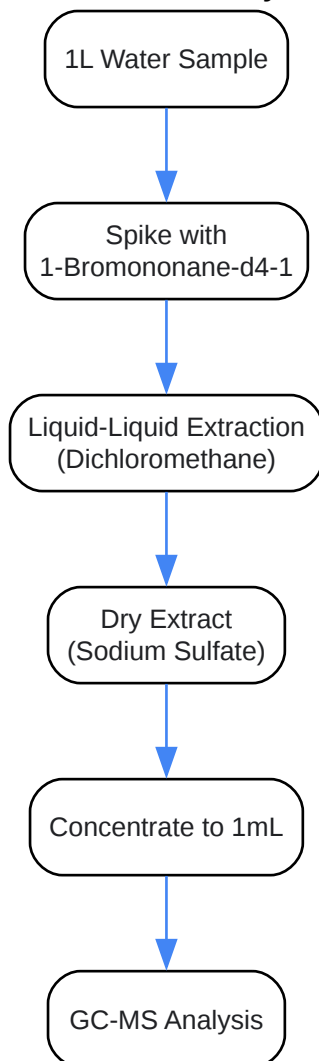 1L Water Sample
Spike with
1-Bromononane-d4-1
Liquid-Liquid Extraction
(Dichloromethane)
Dry Extract
(Sodium Sulfate)
Concentrate to 1mL
GC-MS Analysis